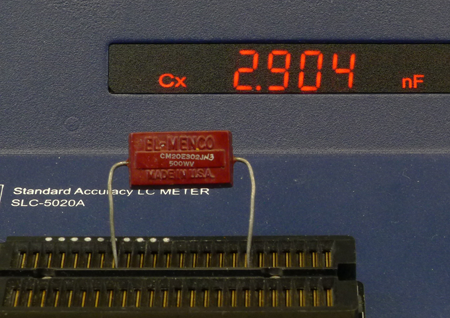 Cx 2.904 nF
EL-MENCO
CM20E302JN3
500WV
MADE IN U.S.A.
Standard Accuracy LC METER
SLC-5020A